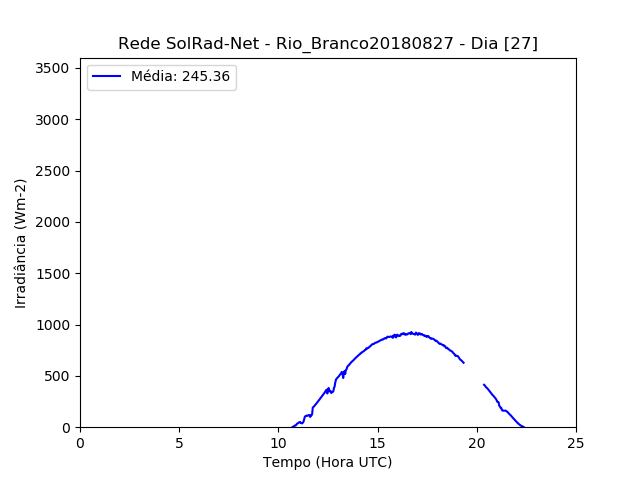 Rede SolRad-Net - Rio_Branco20180827 - Dia [27]
Média: 245.36
3500
3000
2500
2000
1500
1000
500
0
Irradiância (Wm-2)
0 5 10 15 20 25
Tempo (Hora UTC)